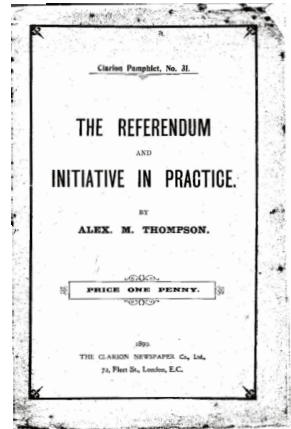 Clarion Pamphlet, No. 31.
THE REFERENDUM
AND
INITIATIVE IN PRACTICE.
BY
ALEX. M. THOMPSON.
PRICE ONE PENNY.
THE CLARION NEWSPAPER Co., Ltd.,
72, Fleet St., London, E.C.